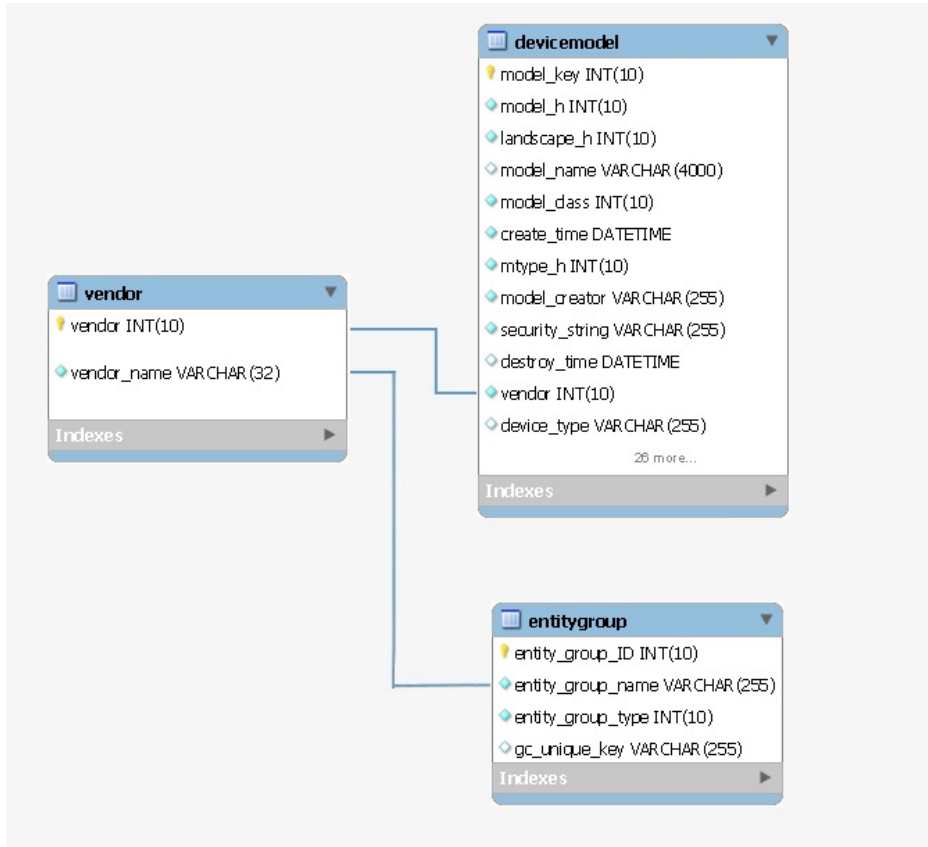 devicemodel
model_key INT(10)
model_h INT(10)
landscape_h INT(10)
model_name VARCHAR(4000)
model_class INT(10)
create_time DATETIME
mtype_h INT(10)
model_creator VARCHAR(255)
security_string VARCHAR(255)
destroy_time DATETIME
vendor INT(10)
device_type VARCHAR(255)
26 more...
Indexes
vendor
vendor INT(10)
vendor_name VARCHAR(32)
Indexes
entitygroup
entity_group_ID INT(10)
entity_group_name VARCHAR(255)
entity_group_type INT(10)
gc_unique_key VARCHAR(255)
Indexes